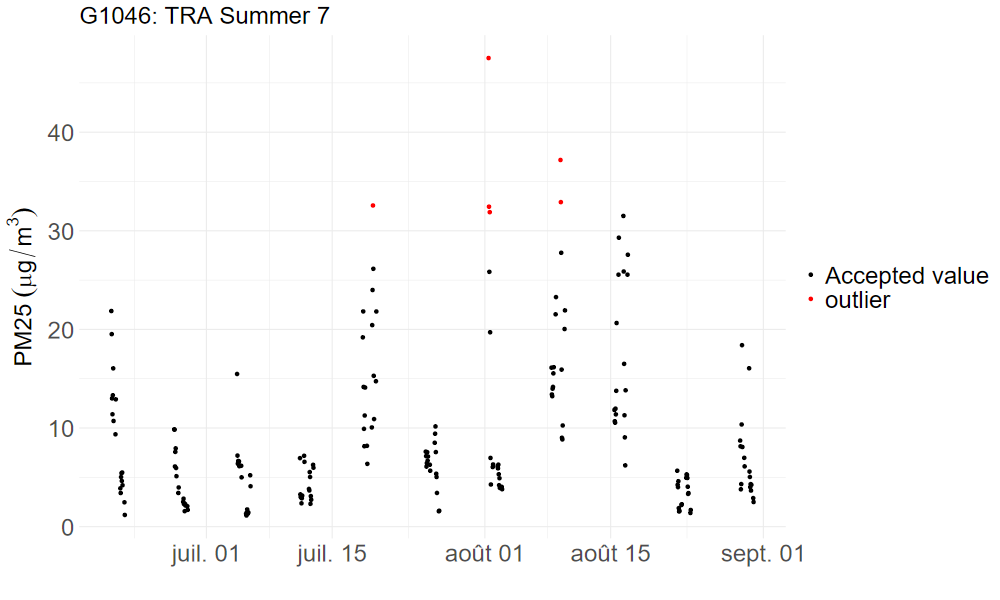 G1046: TRA Summer 7
PM25 (μg/m³)
40
30
20
10
0
juil. 01 juil. 15 août 01 août 15 sept. 01
Accepted value
outlier